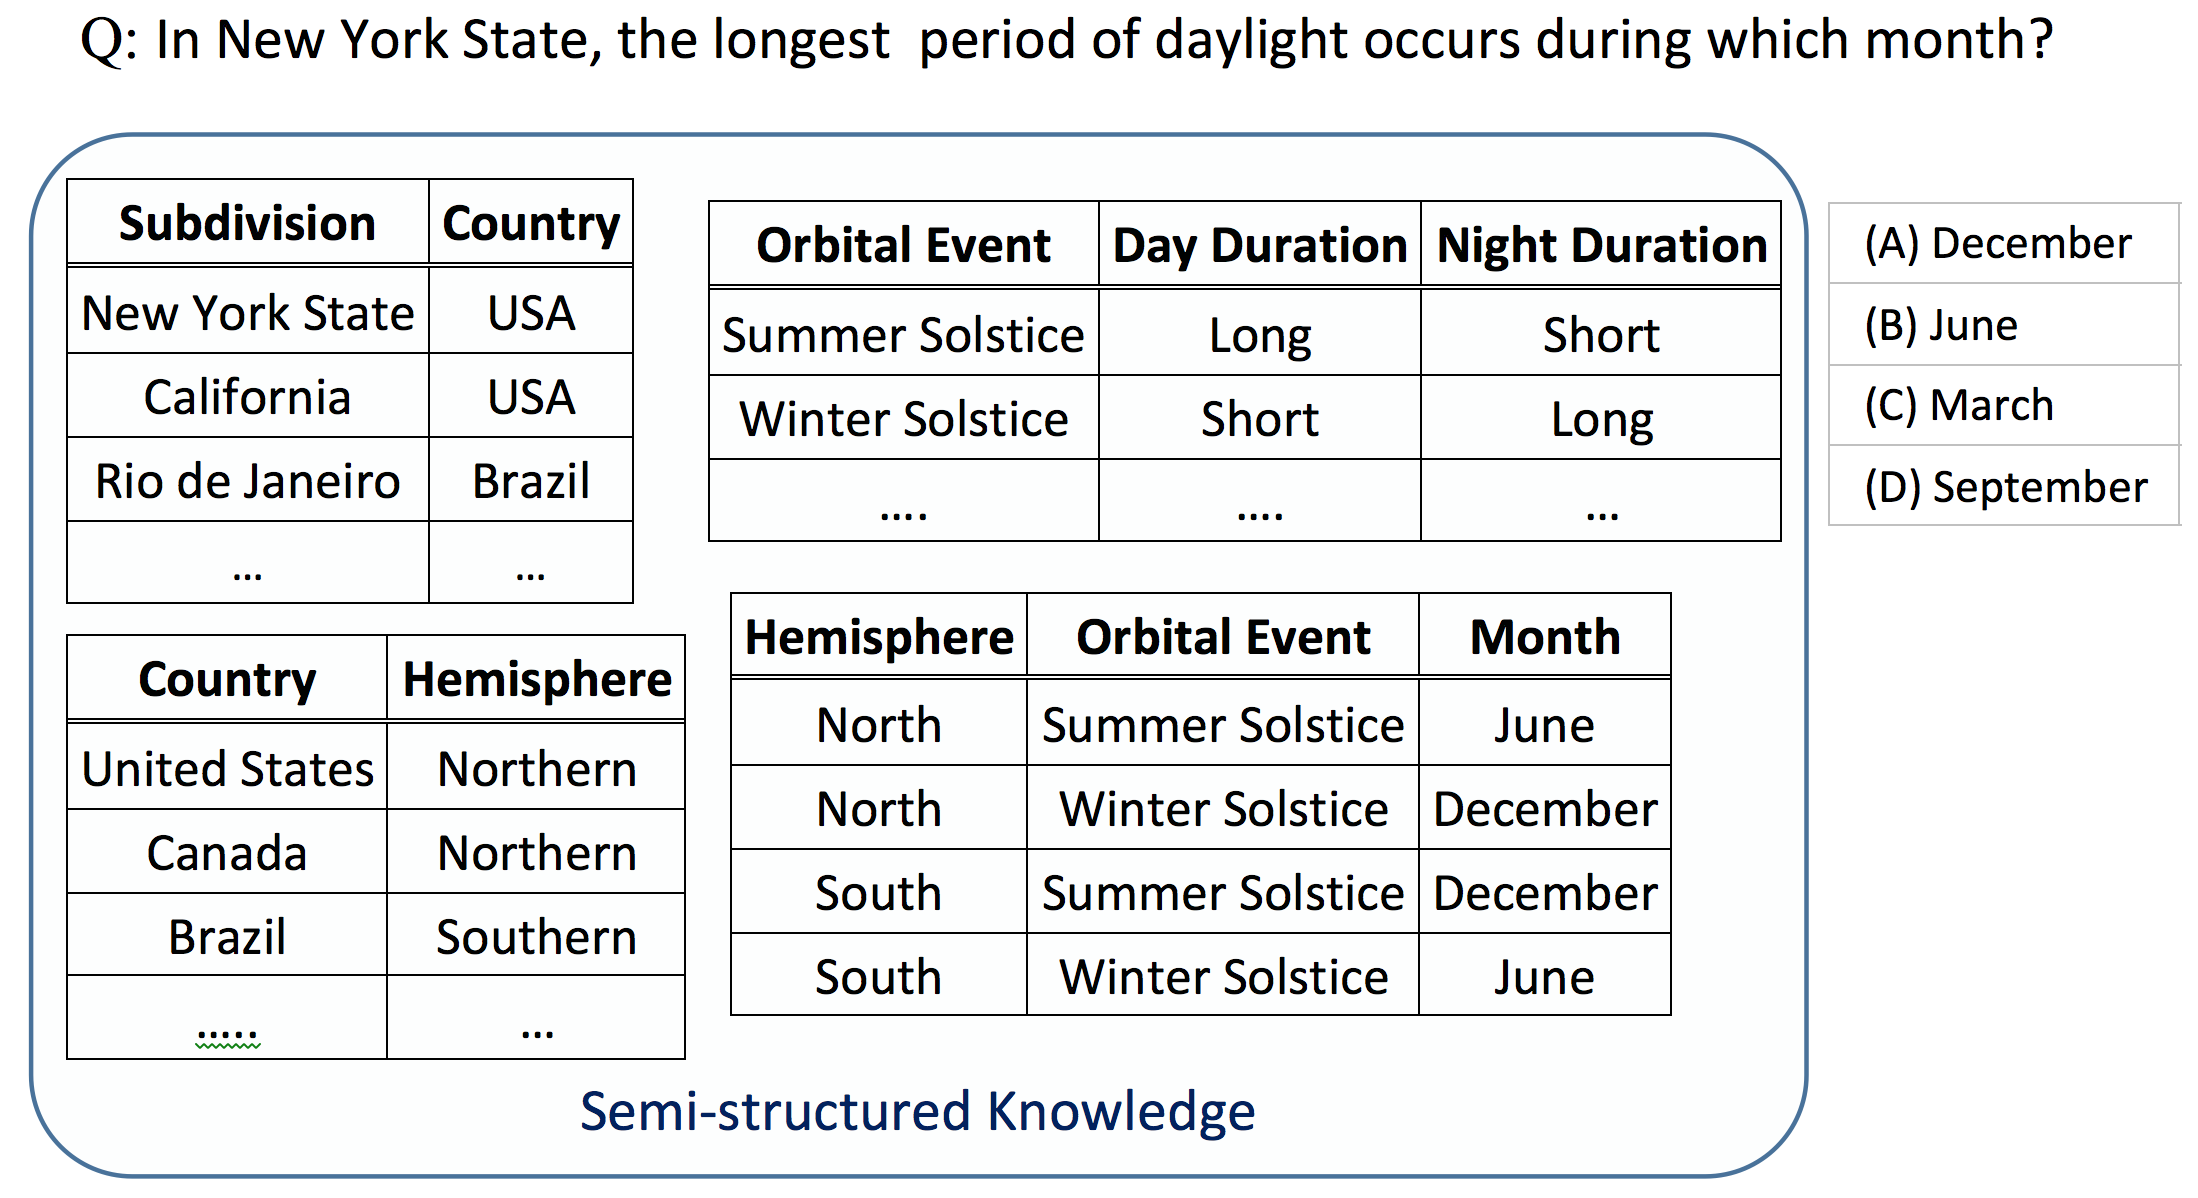 Q: In New York State, the longest period of daylight occurs during which month?
Subdivision Country
New York State USA
California USA
Rio de Janeiro Brazil
... ...
Orbital Event Day Duration Night Duration
Summer Solstice Long Short
Winter Solstice Short Long
.... .... ...
(A) December
(B) June
(C) March
(D) September
Country Hemisphere
United States Northern
Canada Northern
Brazil Southern
..... ...
Hemisphere Orbital Event Month
North Summer Solstice June
North Winter Solstice December
South Summer Solstice December
South Winter Solstice June
Semi-structured Knowledge